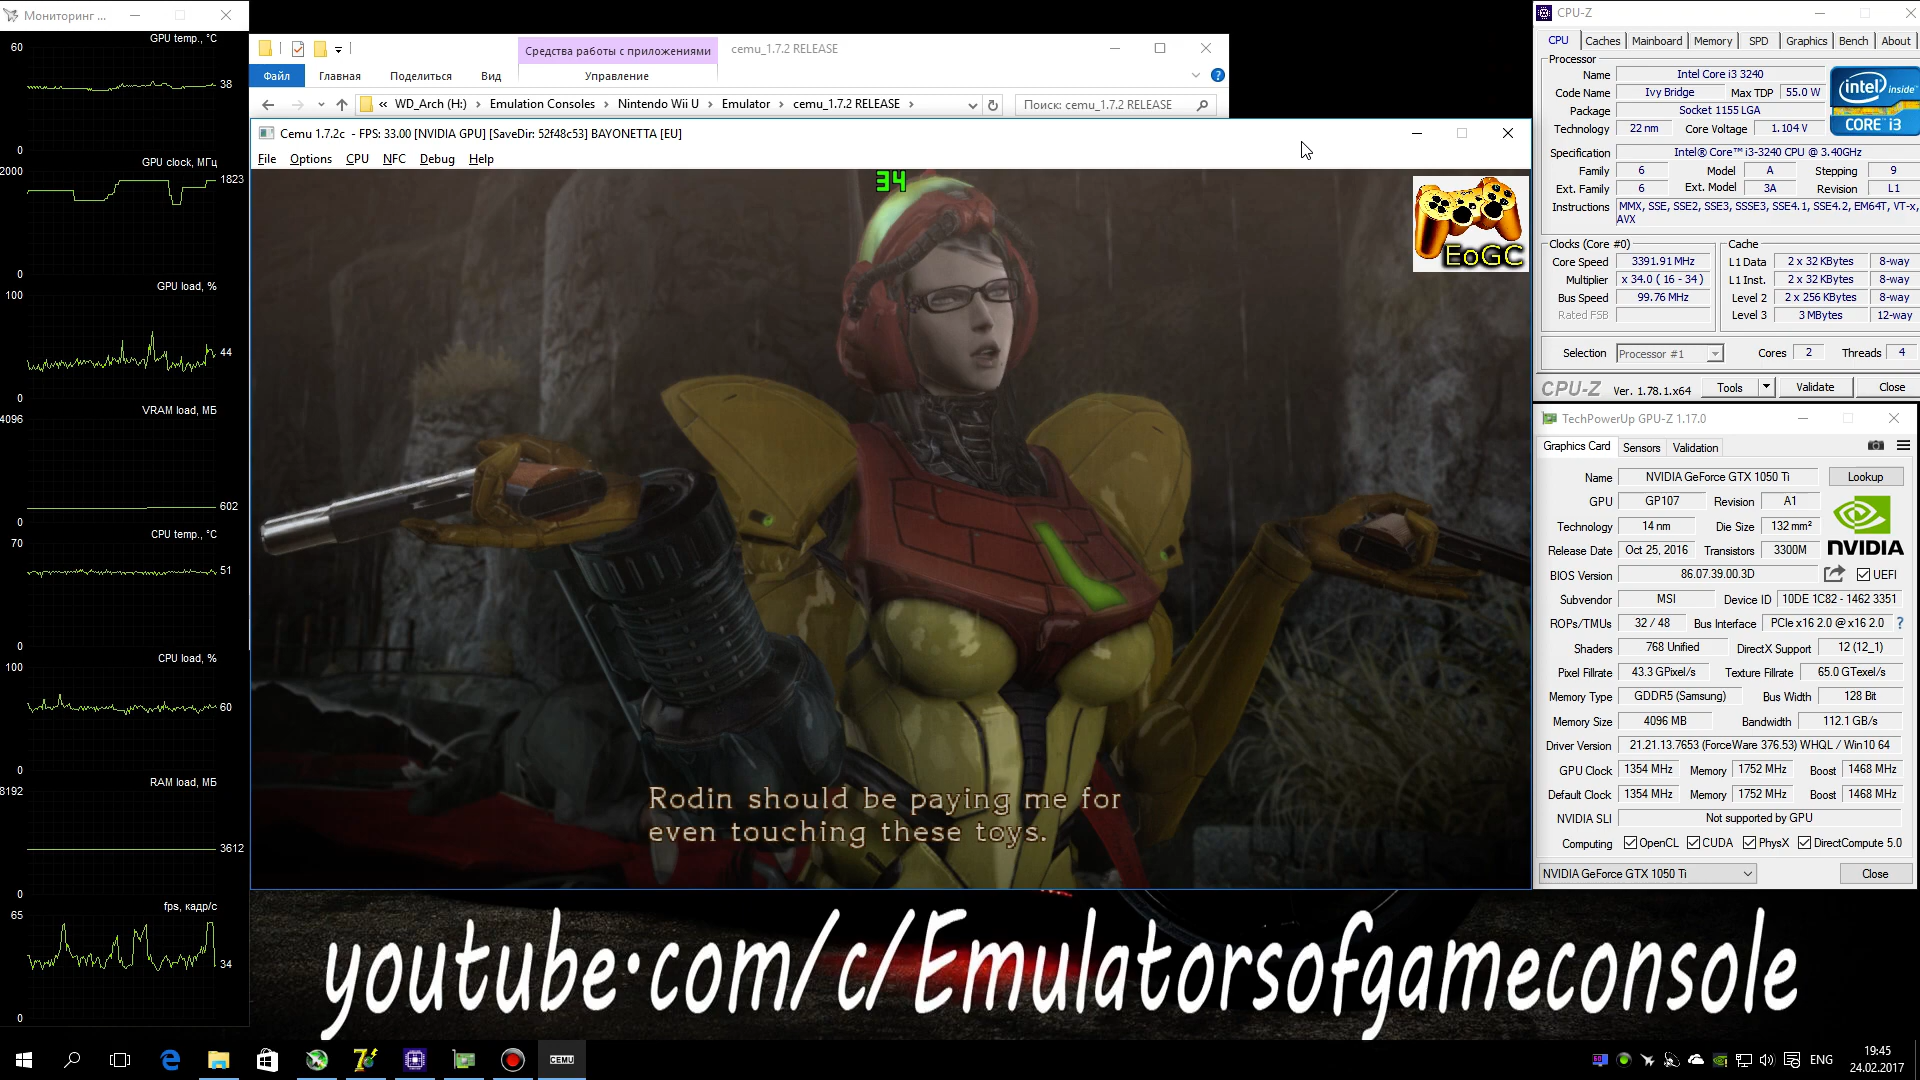 Мониторинг ...
GPU temp., °C
60
38
0
GPU clock, МГц
2000
1823
0
GPU load, %
100
44
0
VRAM load, МБ
4096
602
0
CPU temp., °C
70
51
0
CPU load, %
100
60
0
RAM load, МБ
8192
3612
0
fps, кадр/с
65
34
0
Средства работы с приложениями
cemu_1.7.2 RELEASE
Файл Главная Поделиться Вид Управление
« WD_Arch (H:) › Emulation Consoles › Nintendo Wii U › Emulator › cemu_1.7.2 RELEASE ›
Поиск: cemu_1.7.2 RELEASE
Cemu 1.7.2c - FPS: 33.00 [NVIDIA GPU] [SaveDir: 52f48c53] BAYONETTA [EU]
File Options CPU NFC Debug Help
34
EoGC
Rodin should be paying me for
even touching these toys.
CPU-Z
CPU Caches Mainboard Memory SPD Graphics Bench About
Processor
Name Intel Core i3 3240
Code Name Ivy Bridge Max TDP 55.0 W
Package Socket 1155 LGA
Technology 22 nm Core Voltage 1.104 V
intel inside™
CORE i3
Specification Intel® Core™ i3-3240 CPU @ 3.40GHz
Family 6 Model A Stepping 9
Ext. Family 6 Ext. Model 3A Revision L1
Instructions MMX, SSE, SSE2, SSE3, SSSE3, SSE4.1, SSE4.2, EM64T, VT-x,
AVX
Clocks (Core #0)
Core Speed 3391.91 MHz
Multiplier x 34.0 ( 16 - 34 )
Bus Speed 99.76 MHz
Rated FSB
Cache
L1 Data 2 x 32 KBytes 8-way
L1 Inst. 2 x 32 KBytes 8-way
Level 2 2 x 256 KBytes 8-way
Level 3 3 MBytes 12-way
Selection Processor #1 Cores 2 Threads 4
CPU-Z Ver. 1.78.1.x64 Tools Validate Close
TechPowerUp GPU-Z 1.17.0
Graphics Card Sensors Validation
Name NVIDIA GeForce GTX 1050 Ti Lookup
GPU GP107 Revision A1
Technology 14 nm Die Size 132 mm²
NVIDIA
Release Date Oct 25, 2016 Transistors 3300M
BIOS Version 86.07.39.00.3D UEFI
Subvendor MSI Device ID 10DE 1C82 - 1462 3351
ROPs/TMUs 32 / 48 Bus Interface PCIe x16 2.0 @ x16 2.0 ?
Shaders 768 Unified DirectX Support 12 (12_1)
Pixel Fillrate 43.3 GPixel/s Texture Fillrate 65.0 GTexel/s
Memory Type GDDR5 (Samsung) Bus Width 128 Bit
Memory Size 4096 MB Bandwidth 112.1 GB/s
Driver Version 21.21.13.7653 (ForceWare 376.53) WHQL / Win10 64
GPU Clock 1354 MHz Memory 1752 MHz Boost 1468 MHz
Default Clock 1354 MHz Memory 1752 MHz Boost 1468 MHz
NVIDIA SLI Not supported by GPU
Computing OpenCL CUDA PhysX DirectCompute 5.0
NVIDIA GeForce GTX 1050 Ti Close
youtube.com/c/Emulatorsofgameconsole
CEMU
ENG
19:45
24.02.2017